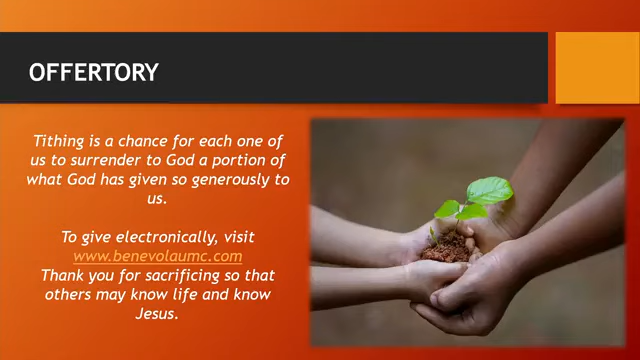 OFFERTORY
Tithing is a chance for each one of
us to surrender to God a portion of
what God has given so generously to
us.
To give electronically, visit
www.benevolaumc.com
Thank you for sacrificing so that
others may know life and know
Jesus.